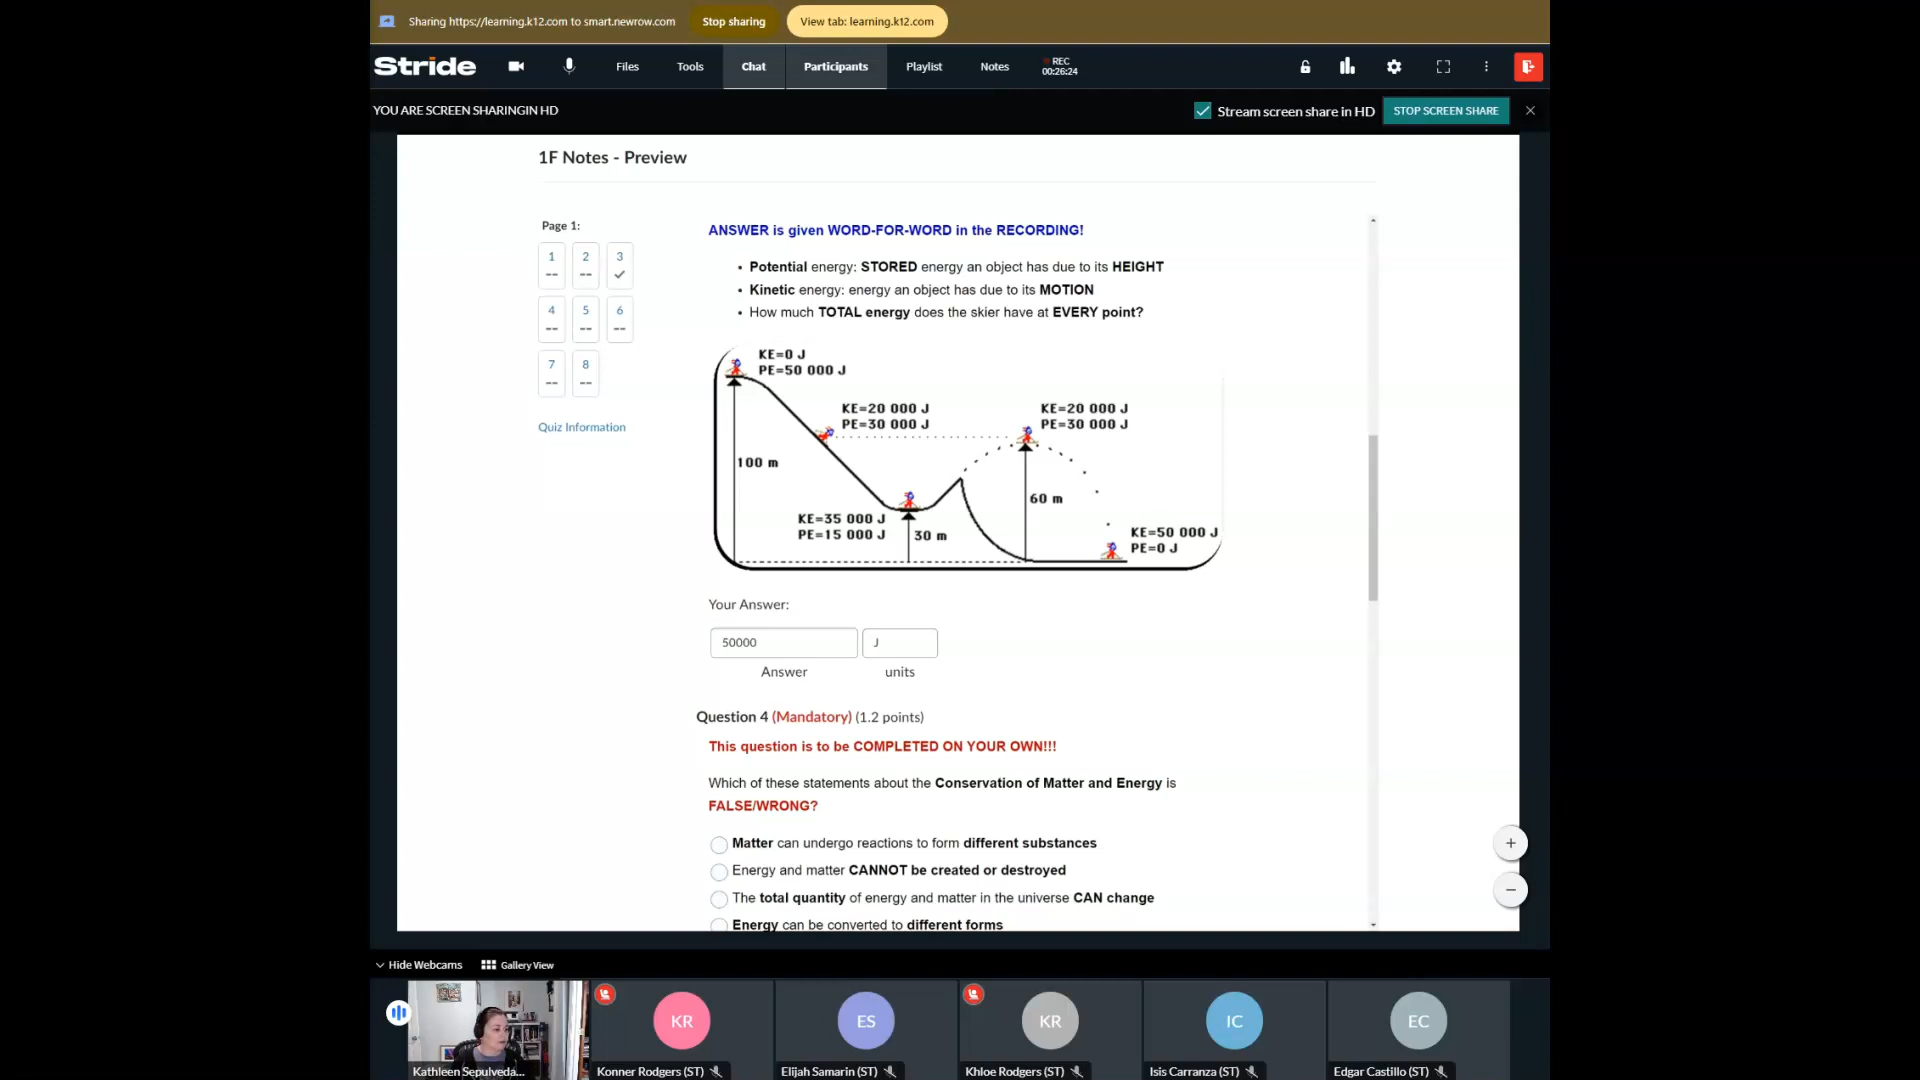 Sharing https://learning.k12.com to smart.newrow.com
Stop sharing
View tab: learning.k12.com
Stride
Files
Tools
Chat
Participants
Playlist
Notes
REC
00:26:24
YOU ARE SCREEN SHARINGIN HD
Stream screen share in HD
STOP SCREEN SHARE
1F Notes - Preview
Page 1:
1
--
2
--
3
4
--
5
--
6
--
7
--
8
--
Quiz Information
ANSWER is given WORD-FOR-WORD in the RECORDING!
• Potential energy: STORED energy an object has due to its HEIGHT
• Kinetic energy: energy an object has due to its MOTION
• How much TOTAL energy does the skier have at EVERY point?
KE=0 J
PE=50 000 J
KE=20 000 J
PE=30 000 J
KE=20 000 J
PE=30 000 J
100 m
60 m
KE=35 000 J
PE=15 000 J
30 m
KE=50 000 J
PE=0 J
Your Answer:
50000
J
Answer
units
Question 4 (Mandatory) (1.2 points)
This question is to be COMPLETED ON YOUR OWN!!!
Which of these statements about the Conservation of Matter and Energy is
FALSE/WRONG?
Matter can undergo reactions to form different substances
Energy and matter CANNOT be created or destroyed
The total quantity of energy and matter in the universe CAN change
Energy can be converted to different forms
Hide Webcams
Gallery View
KR
ES
KR
IC
EC
Kathleen Sepulveda...
Konner Rodgers (ST)
Elijah Samarin (ST)
Khloe Rodgers (ST)
Isis Carranza (ST)
Edgar Castillo (ST)